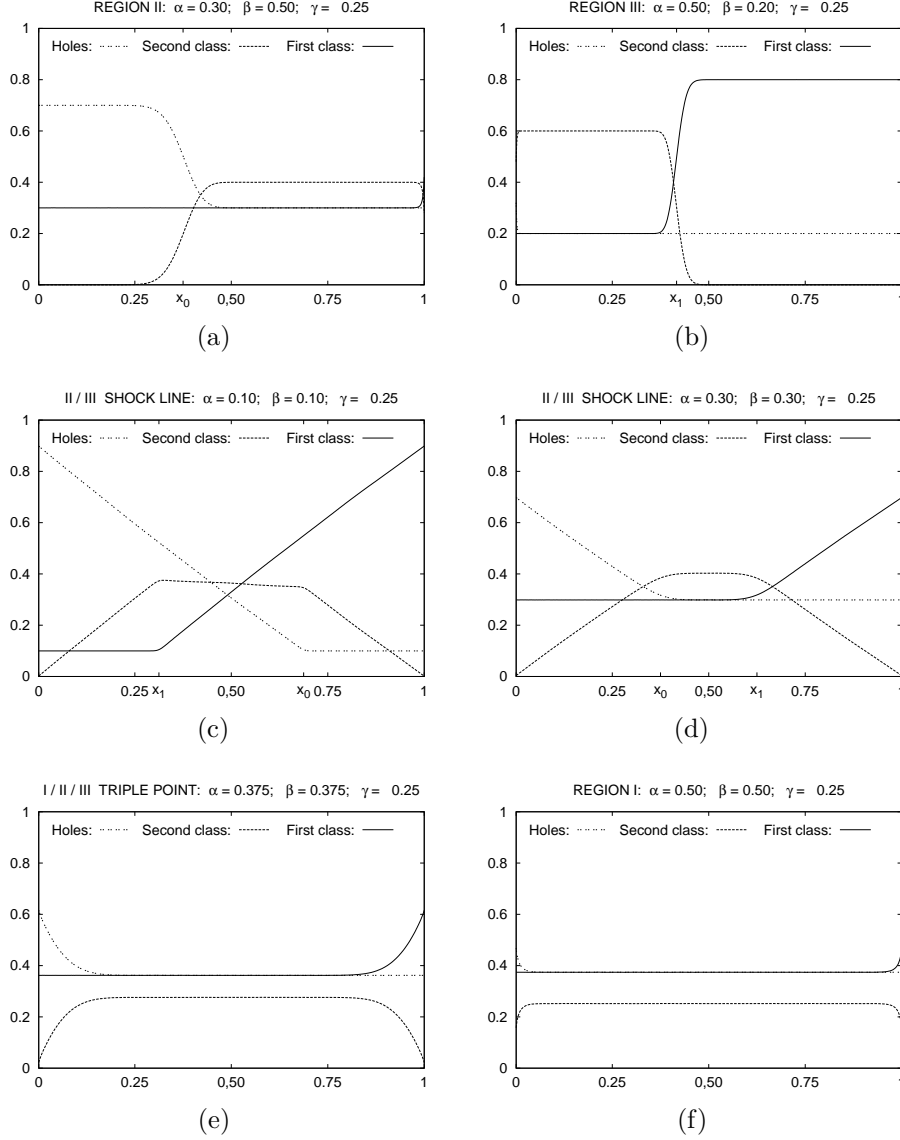 REGION II: α = 0.30; β = 0.50; γ = 0.25
Holes: Second class: First class:
1
0.8
0.6
0.4
0.2
0
0 0.25 x0 0,50 0.75 1
(a)
REGION III: α = 0.50; β = 0.20; γ = 0.25
Holes: Second class: First class:
1
0.8
0.6
0.4
0.2
0
0 0.25 x1 0,50 0.75 1
(b)
II / III SHOCK LINE: α = 0.10; β = 0.10; γ = 0.25
Holes: Second class: First class:
1
0.8
0.6
0.4
0.2
0
0 0.25 x1 0,50 x0 0.75 1
(c)
II / III SHOCK LINE: α = 0.30; β = 0.30; γ = 0.25
Holes: Second class: First class:
1
0.8
0.6
0.4
0.2
0
0 0.25 x0 0,50 x1 0.75 1
(d)
I / II / III TRIPLE POINT: α = 0.375; β = 0.375; γ = 0.25
Holes: Second class: First class:
1
0.8
0.6
0.4
0.2
0
0 0.25 0,50 0.75 1
(e)
REGION I: α = 0.50; β = 0.50; γ = 0.25
Holes: Second class: First class:
1
0.8
0.6
0.4
0.2
0
0 0.25 0,50 0.75 1
(f)